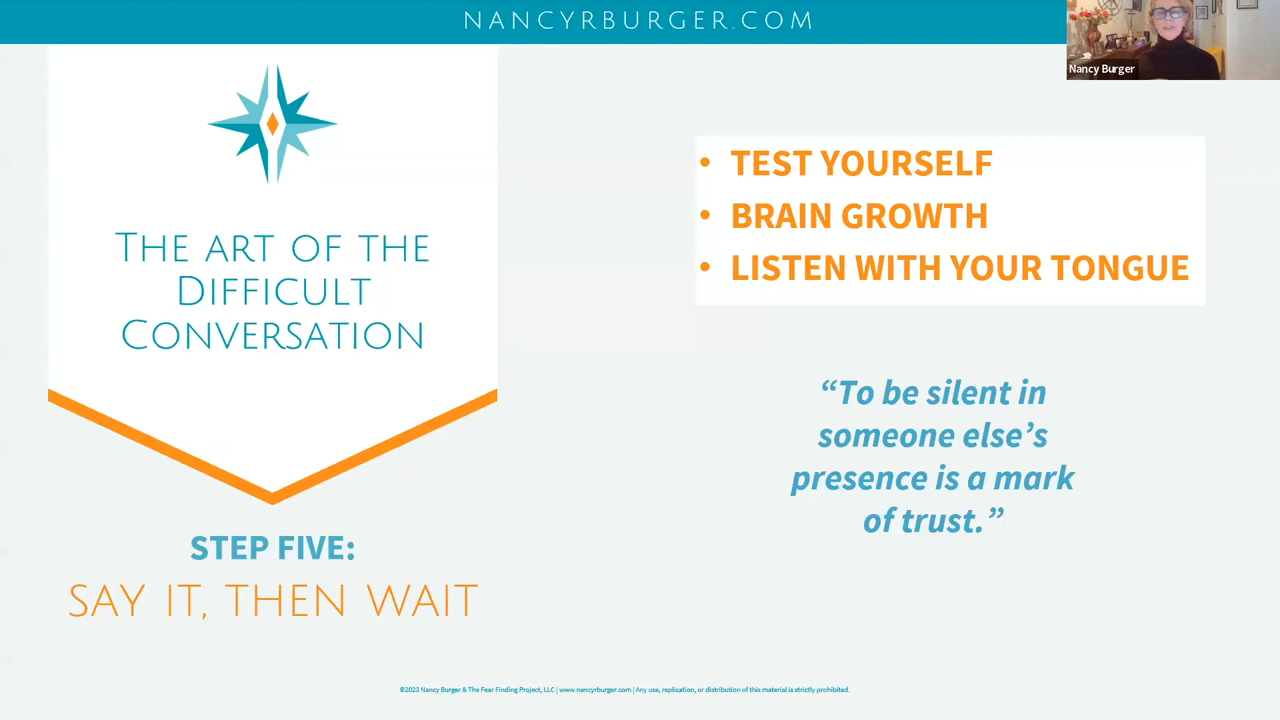 NANCYRBURGER.COM
Nancy Burger
THE ART OF THE
DIFFICULT
CONVERSATION
STEP FIVE:
SAY IT, THEN WAIT
• TEST YOURSELF
• BRAIN GROWTH
• LISTEN WITH YOUR TONGUE
“To be silent in
someone else’s
presence is a mark
of trust.”
©2023 Nancy Burger & The Fear Finding Project, LLC | www.nancyrburger.com | Any use, replication, or distribution of this material is strictly prohibited.